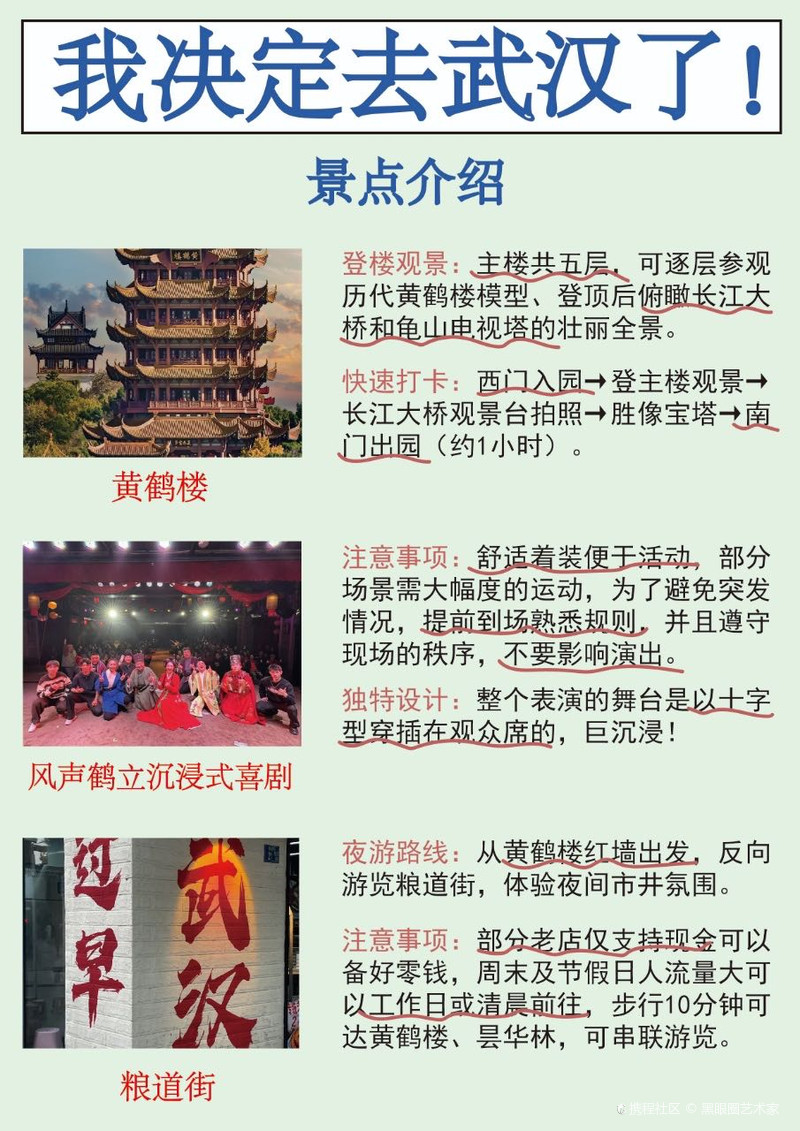 我决定去武汉了！
景点介绍
登楼观景：主楼共五层，可逐层参观
历代黄鹤楼模型、登顶后俯瞰长江大
桥和龟山电视塔的壮丽全景。
快速打卡：西门入园→登主楼观景→
长江大桥观景台拍照→胜像宝塔→南
门出园（约1小时）。
黄鹤楼
注意事项：舒适着装便于活动，部分
场景需大幅度的运动，为了避免突发
情况，提前到场熟悉规则，并且遵守
现场的秩序，不要影响演出。
独特设计：整个表演的舞台是以十字
型穿插在观众席的，巨沉浸！
风声鹤立沉浸式喜剧
过早
武汉
夜游路线：从黄鹤楼红墙出发，反向
游览粮道街，体验夜间市井氛围。
注意事项：部分老店仅支持现金可以
备好零钱，周末及节假日人流量大可
以工作日或清晨前往，步行10分钟可
达黄鹤楼、昙华林，可串联游览。
粮道街
携程社区 © 黑眼圈艺术家